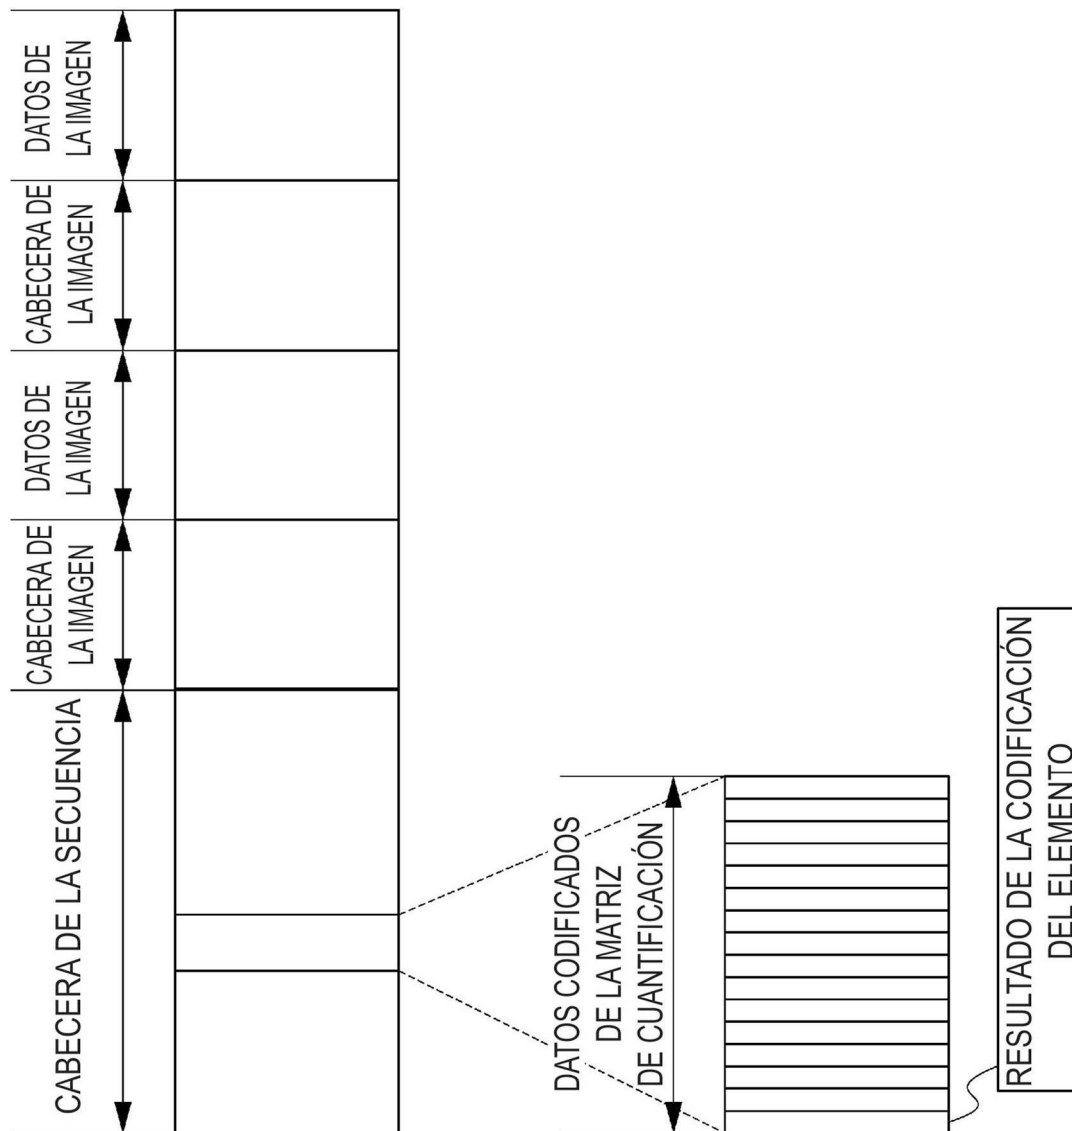 CABECERA DE LA SECUENCIA
CABECERA DE
LA IMAGEN
DATOS DE
LA IMAGEN
CABECERA DE
LA IMAGEN
DATOS DE
LA IMAGEN
DATOS CODIFICADOS
DE LA MATRIZ
DE CUANTIFICACIÓN
RESULTADO DE LA CODIFICACIÓN
DEL ELEMENTO